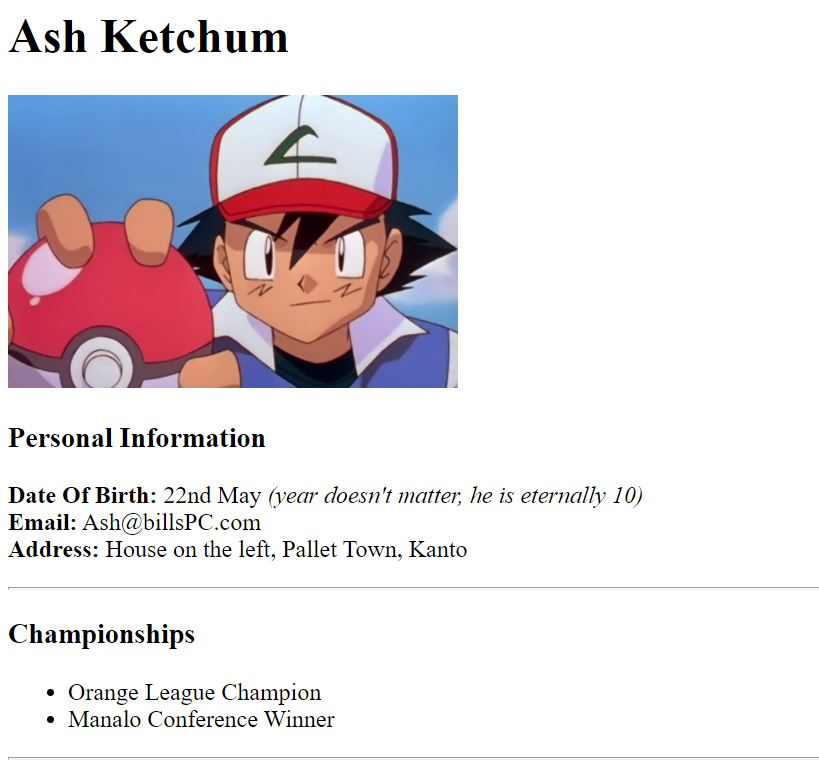 Ash Ketchum
Personal Information
Date Of Birth: 22nd May (year doesn't matter, he is eternally 10)
Email: Ash@billsPC.com
Address: House on the left, Pallet Town, Kanto
Championships
Orange League Champion
Manalo Conference Winner